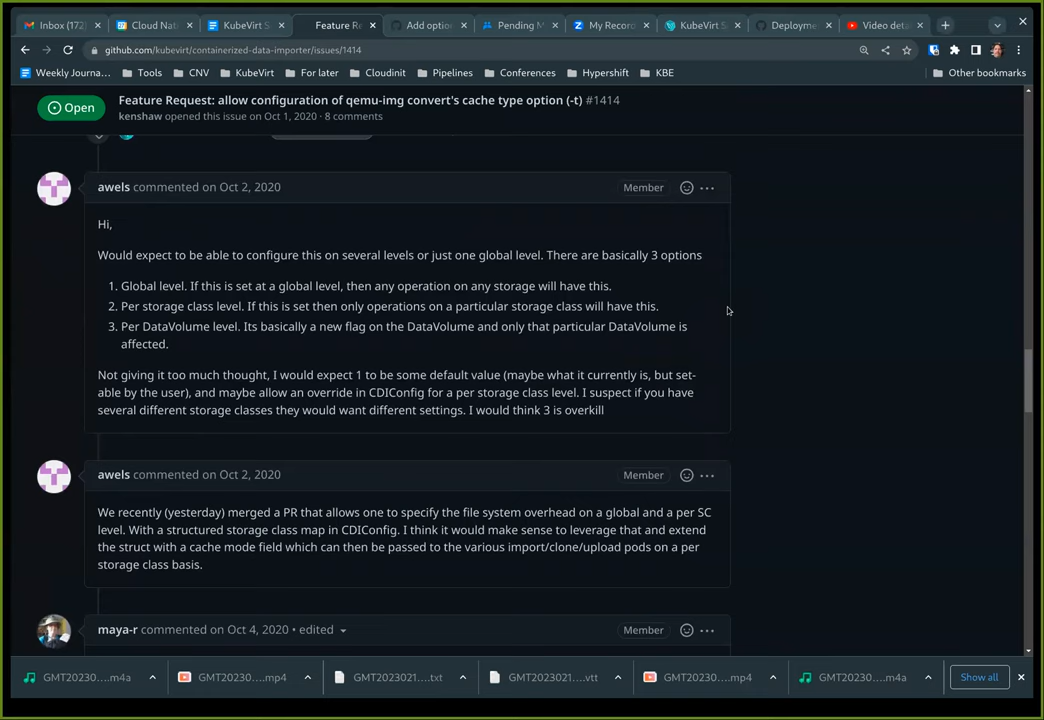 Inbox (172
Cloud Nat
KubeVirt S
Feature Re
Add optio
Pending M
My Record
KubeVirt S
Deployme
Video deta
github.com/kubevirt/containerized-data-importer/issues/1414
Weekly Journa...
Tools
CNV
KubeVirt
For later
Cloudinit
Pipelines
Conferences
Hypershift
KBE
Other bookmarks
Open
Feature Request: allow configuration of qemu-img convert's cache type option (-t) #1414
kenshaw opened this issue on Oct 1, 2020 · 8 comments
awels commented on Oct 2, 2020
Member
Hi,
Would expect to be able to configure this on several levels or just one global level. There are basically 3 options
1. Global level. If this is set at a global level, then any operation on any storage will have this.
2. Per storage class level. If this is set then only operations on a particular storage class will have this.
3. Per DataVolume level. Its basically a new flag on the DataVolume and only that particular DataVolume is
affected.
Not giving it too much thought, I would expect 1 to be some default value (maybe what it currently is, but set-
able by the user), and maybe allow an override in CDIConfig for a per storage class level. I suspect if you have
several different storage classes they would want different settings. I would think 3 is overkill
awels commented on Oct 2, 2020
Member
We recently (yesterday) merged a PR that allows one to specify the file system overhead on a global and a per SC
level. With a structured storage class map in CDIConfig. I think it would make sense to leverage that and extend
the struct with a cache mode field which can then be passed to the various import/clone/upload pods on a per
storage class basis.
maya-r commented on Oct 4, 2020 • edited
Member
GMT20230....m4a
GMT20230....mp4
GMT2023021....txt
GMT2023021....vtt
GMT20230....mp4
GMT20230....m4a
Show all